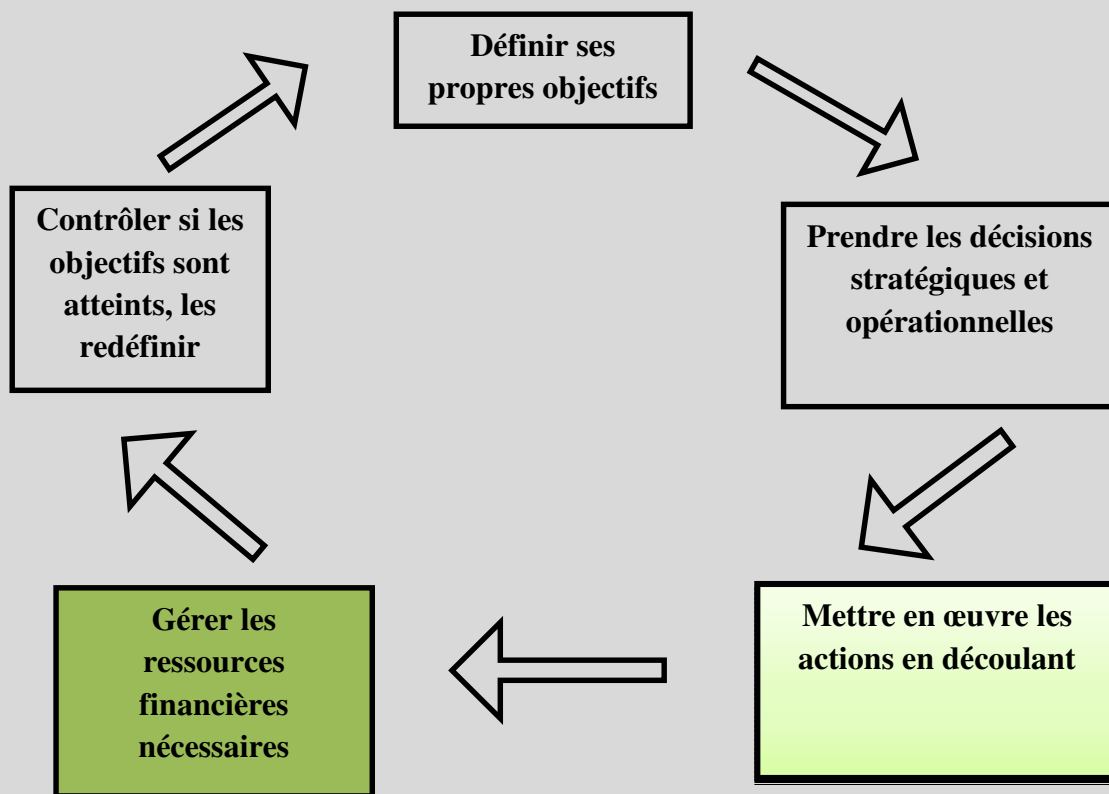 Définir ses
propres objectifs
Prendre les décisions
stratégiques et
opérationnelles
Mettre en œuvre les
actions en découlant
Gérer les
ressources
financières
nécessaires
Contrôler si les
objectifs sont
atteints, les
redéfinir